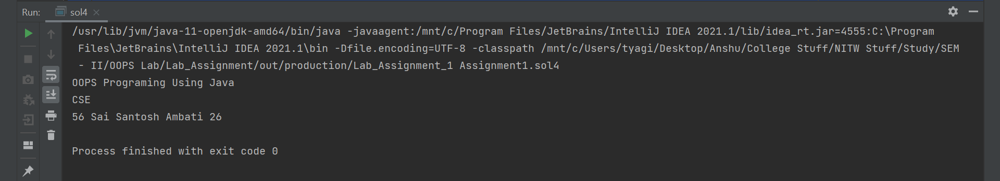 Run: sol4
/usr/lib/jvm/java-11-openjdk-amd64/bin/java -javaagent:/mnt/c/Program Files/JetBrains/IntelliJ IDEA 2021.1/lib/idea_rt.jar=4555:C:\Program
Files\JetBrains\IntelliJ IDEA 2021.1\bin -Dfile.encoding=UTF-8 -classpath /mnt/c/Users/tyagi/Desktop/Anshu/College Stuff/NITW Stuff/Study/SEM
- II/OOPS Lab/Lab_Assignment/out/production/Lab_Assignment_1 Assignment1.sol4
OOPS Programing Using Java
CSE
56 Sai Santosh Ambati 26
Process finished with exit code 0